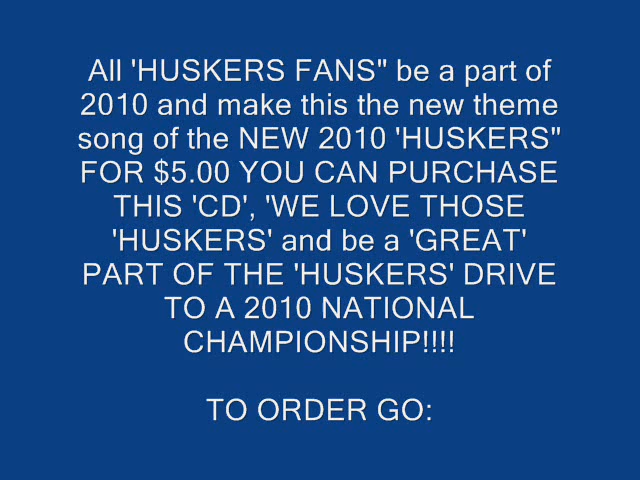 All 'HUSKERS FANS" be a part of
2010 and make this the new theme
song of the NEW 2010 'HUSKERS"
FOR $5.00 YOU CAN PURCHASE
THIS 'CD', 'WE LOVE THOSE
'HUSKERS' and be a 'GREAT'
PART OF THE 'HUSKERS' DRIVE
TO A 2010 NATIONAL
CHAMPIONSHIP!!!!
TO ORDER GO: